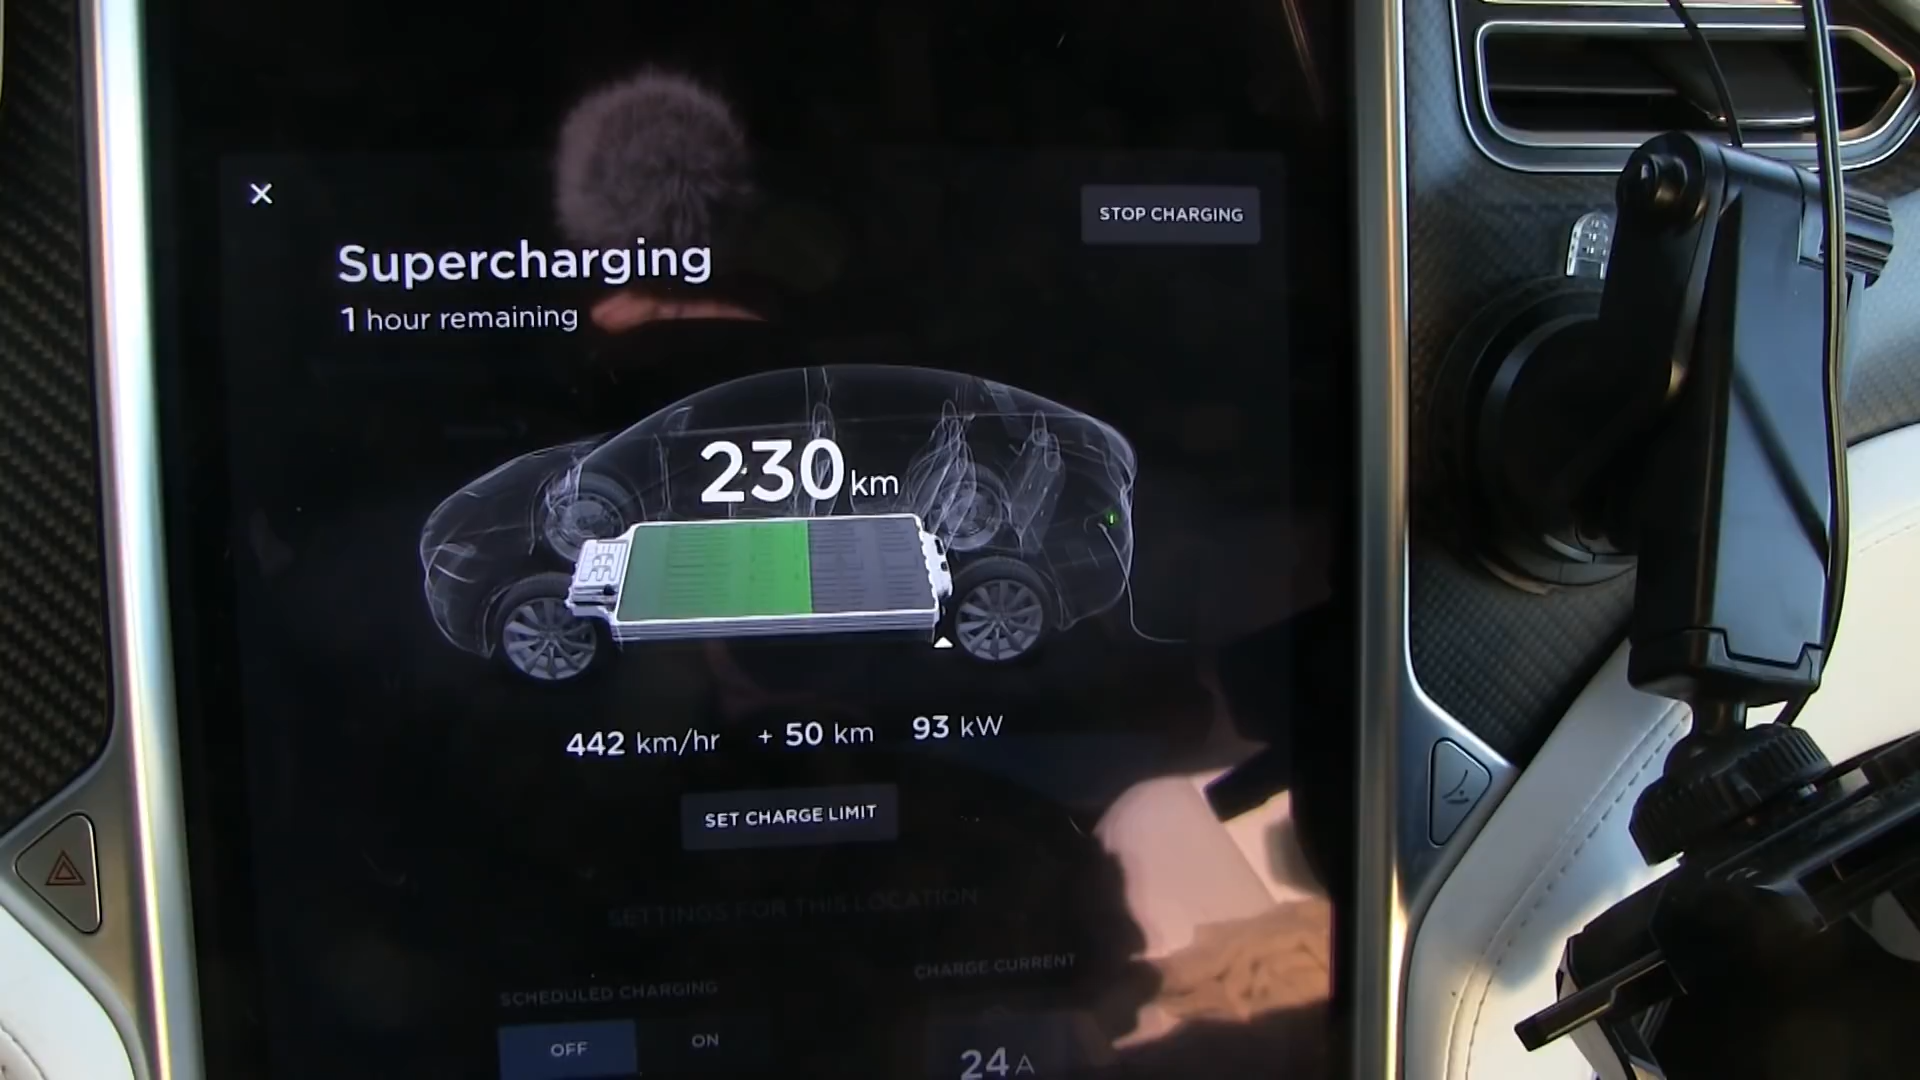 ✕
STOP CHARGING
Supercharging
1 hour remaining
230 km
442 km/hr + 50 km 93 kW
SET CHARGE LIMIT
SETTINGS FOR THIS LOCATION
SCHEDULED CHARGING
CHARGE CURRENT
OFF ON
24 A